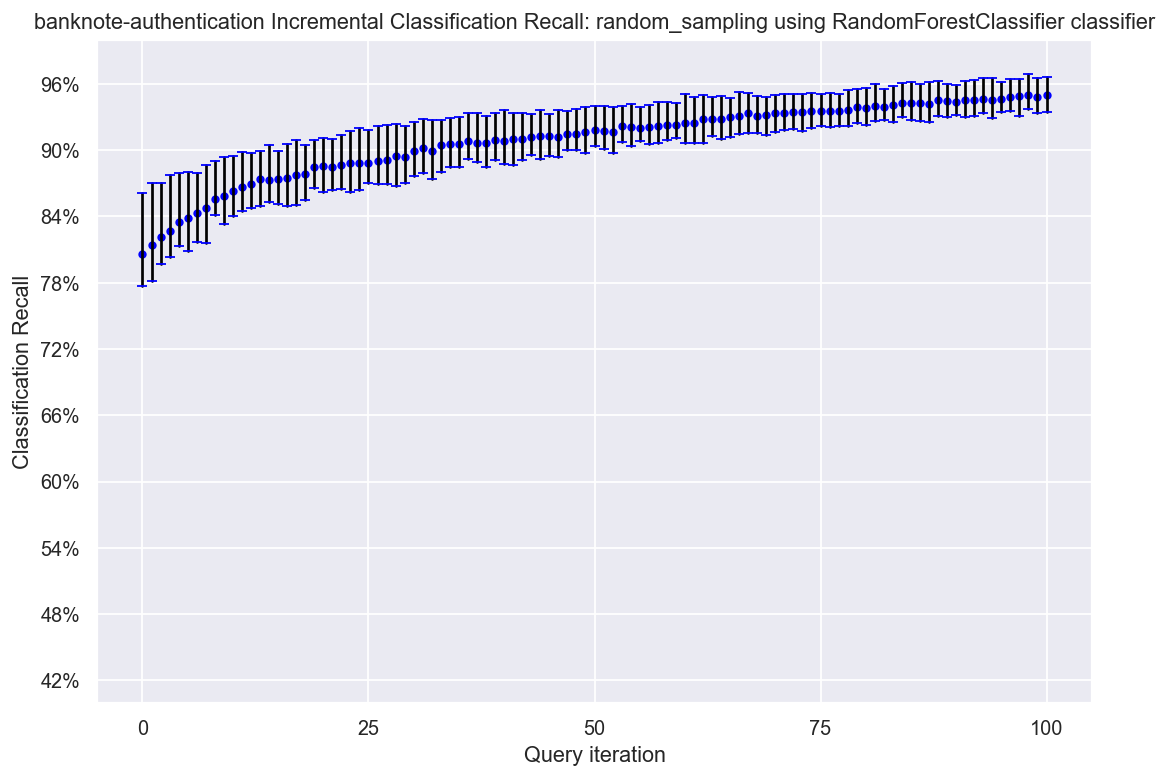 banknote-authentication Incremental Classification Recall: random_sampling using RandomForestClassifier classifier
96%
90%
84%
78%
72%
66%
60%
54%
48%
42%
Classification Recall
0 25 50 75 100
Query iteration